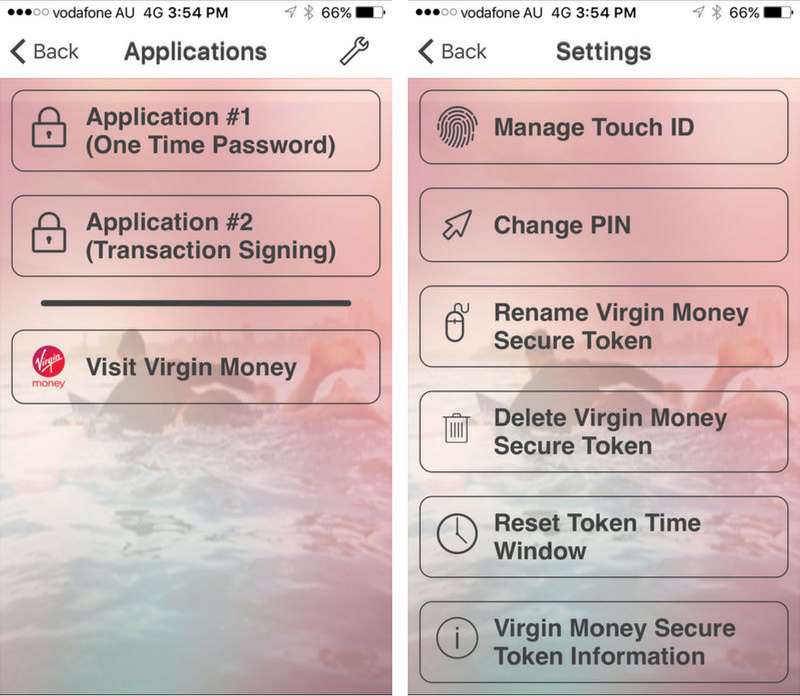 vodafone AU 4G 3:54 PM 66%
Back Applications
Application #1
(One Time Password)
Application #2
(Transaction Signing)
Virgin
money
Visit Virgin Money
vodafone AU 4G 3:54 PM 66%
Back Settings
Manage Touch ID
Change PIN
Rename Virgin Money
Secure Token
Delete Virgin Money
Secure Token
Reset Token Time
Window
Virgin Money Secure
Token Information